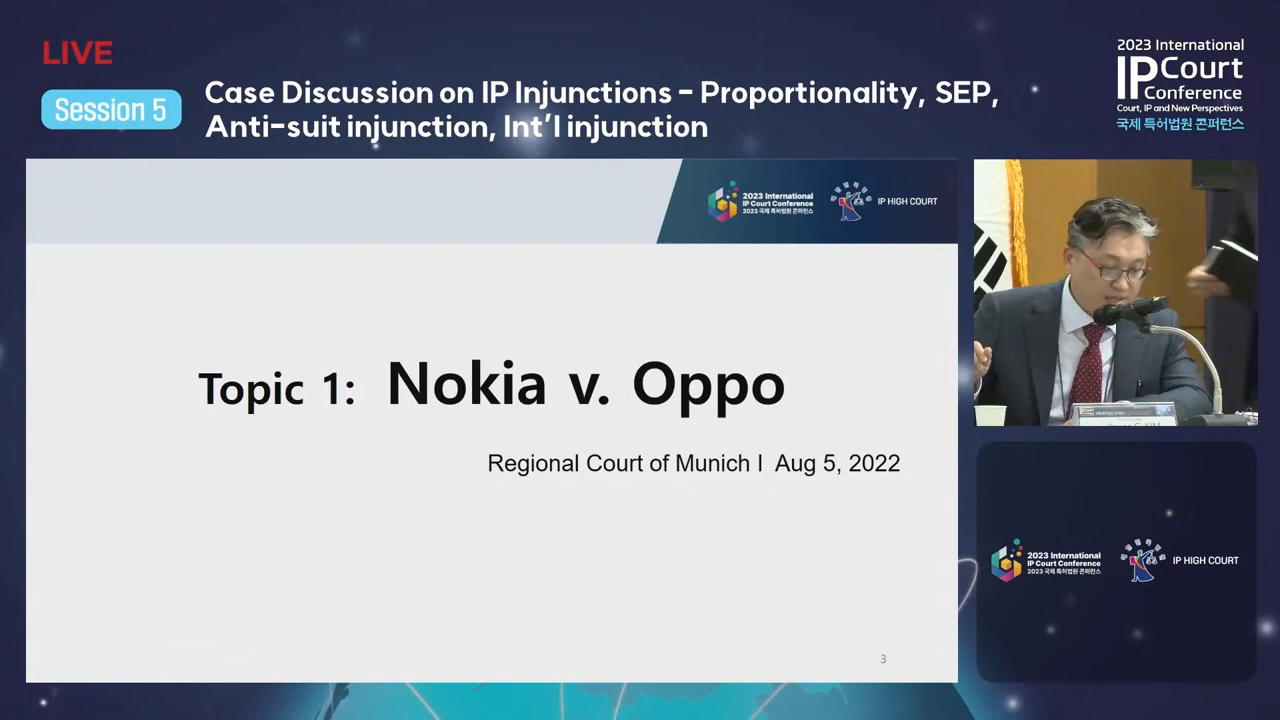 LIVE
Session 5
Case Discussion on IP Injunctions - Proportionality, SEP,
Anti-suit injunction, Int'l injunction
2023 International
IP Court
Conference
Court, IP and New Perspectives
국제 특허법원 콘퍼런스
2023 International
IP Court Conference
2023 국제 특허법원 콘퍼런스
IP HIGH COURT
Topic 1: Nokia v. Oppo
Regional Court of Munich I Aug 5, 2022
3
2023 International
IP Court Conference
2023 국제 특허법원 콘퍼런스
IP HIGH COURT